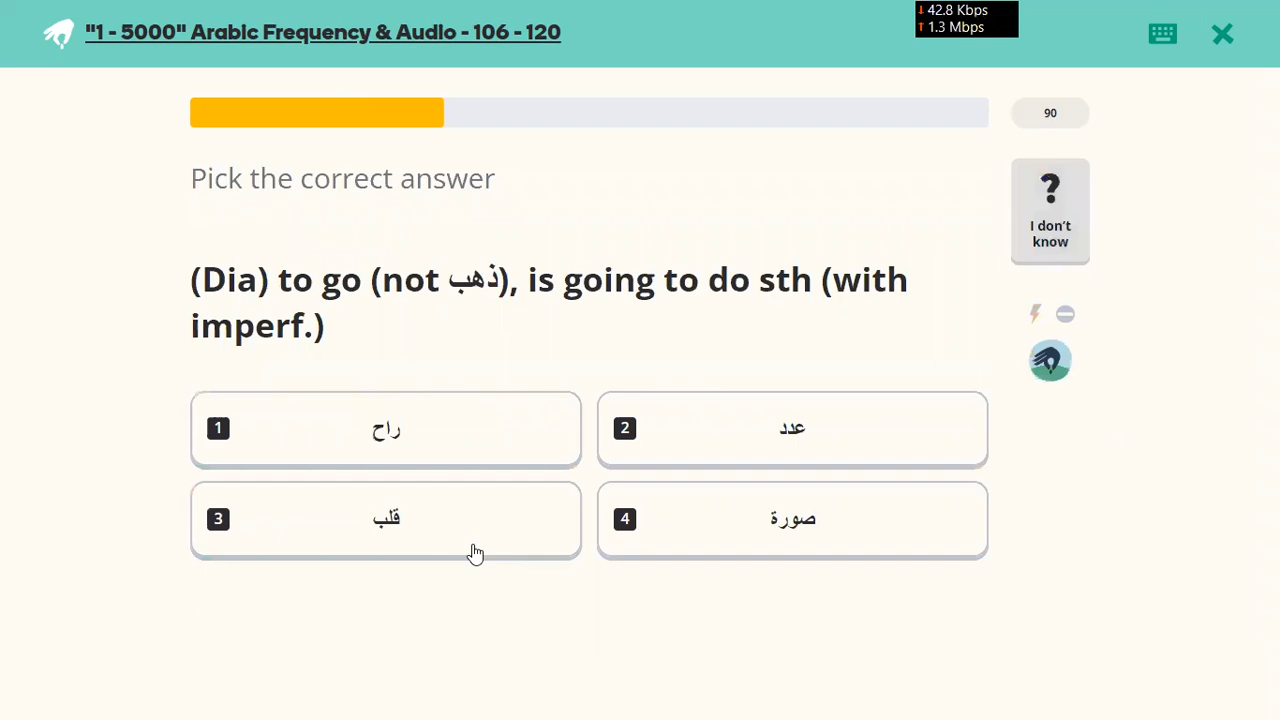 "1 - 5000" Arabic Frequency & Audio - 106 - 120
↓ 42.8 Kbps
↑ 1.3 Mbps
90
Pick the correct answer
? I don't know
(Dia) to go (not ذهب), is going to do sth (with
imperf.)
1 راح
2 عدد
3 قلب
4 صورة